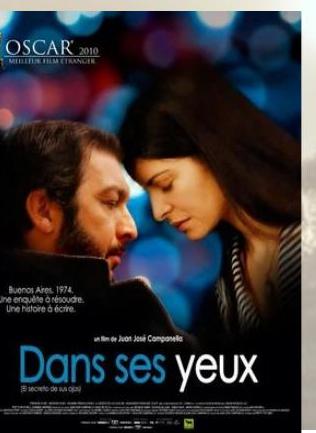 OSCAR® 2010
MEILLEUR FILM ÉTRANGER
Buenos Aires, 1974.
Une enquête à résoudre.
Une histoire à écrire.
un film de Juan José Campanella
Dans ses yeux
(El secreto de sus ojos)